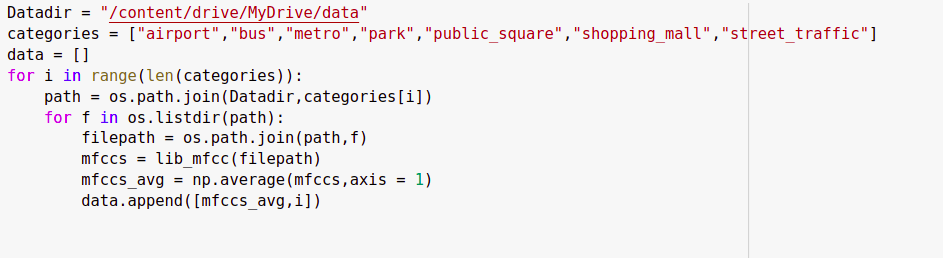 Datadir = "/content/drive/MyDrive/data"
categories = ["airport","bus","metro","park","public_square","shopping_mall","street_traffic"]
data = []
for i in range(len(categories)):
    path = os.path.join(Datadir,categories[i])
    for f in os.listdir(path):
        filepath = os.path.join(path,f)
        mfccs = lib_mfcc(filepath)
        mfccs_avg = np.average(mfccs,axis = 1)
        data.append([mfccs_avg,i])